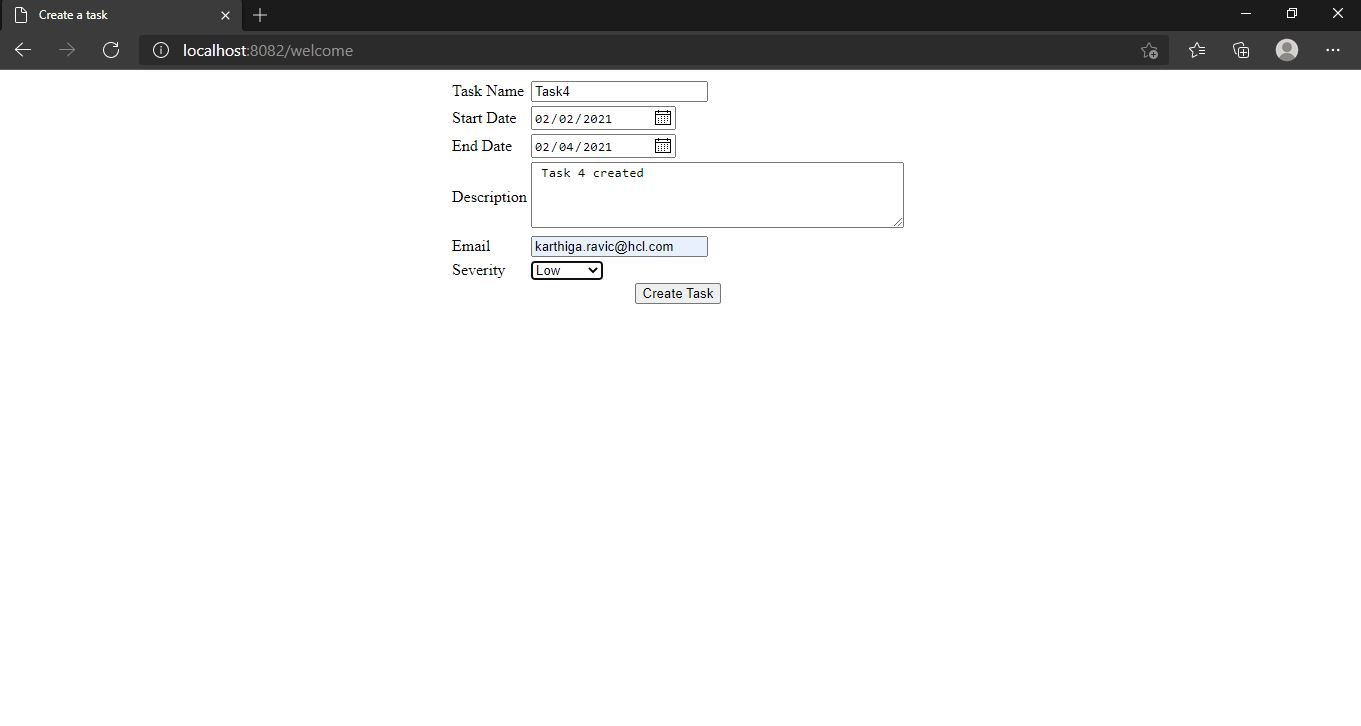 Create a task
localhost:8082/welcome
Task Name Task4
Start Date 02/02/2021
End Date 02/04/2021
Description Task 4 created
Email karthiga.ravic@hcl.com
Severity Low
Create Task